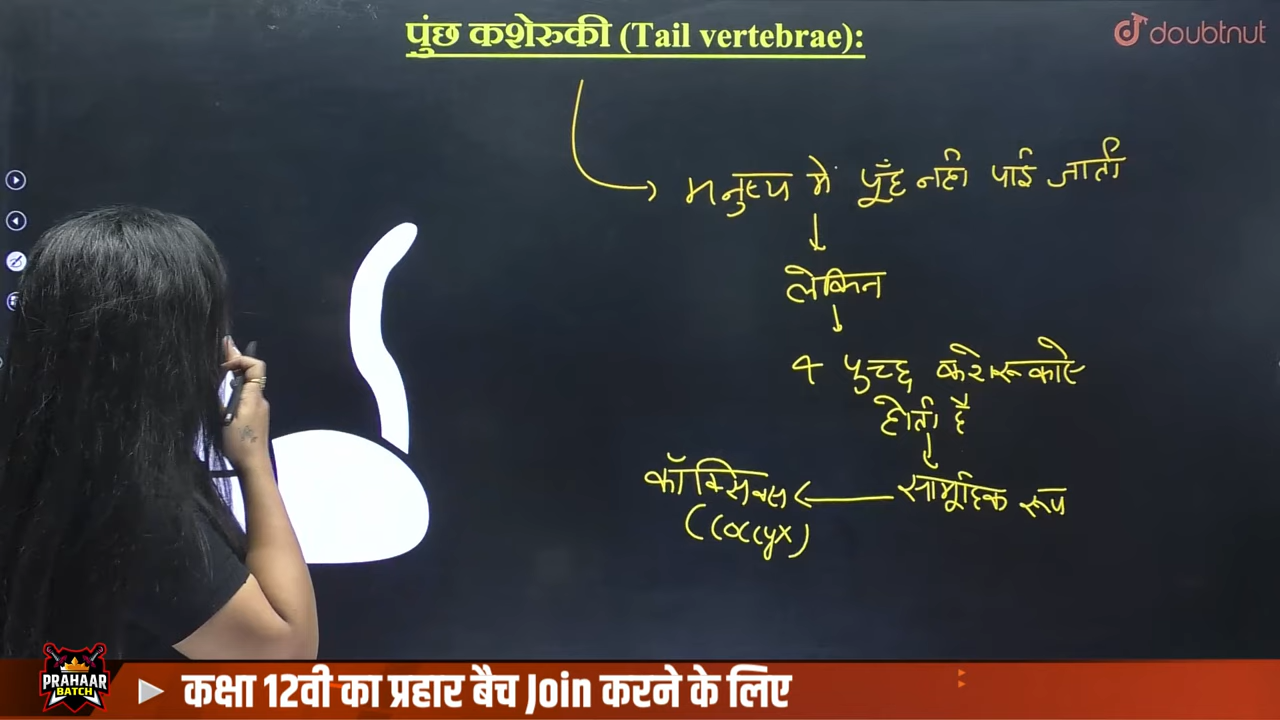 पुंछ कशेरुकी (Tail vertebrae):
doubtnut
मनुष्य में पूँछ नहीं पाई जाती
लेकिन
4 पुच्छ कशेरूकाए
होती है
सामूहिक रूप
कॉक्सिक्स
(Coccyx)
PRAHAAR
BATCH
कक्षा 12वी का प्रहार बैच Join करने के लिए